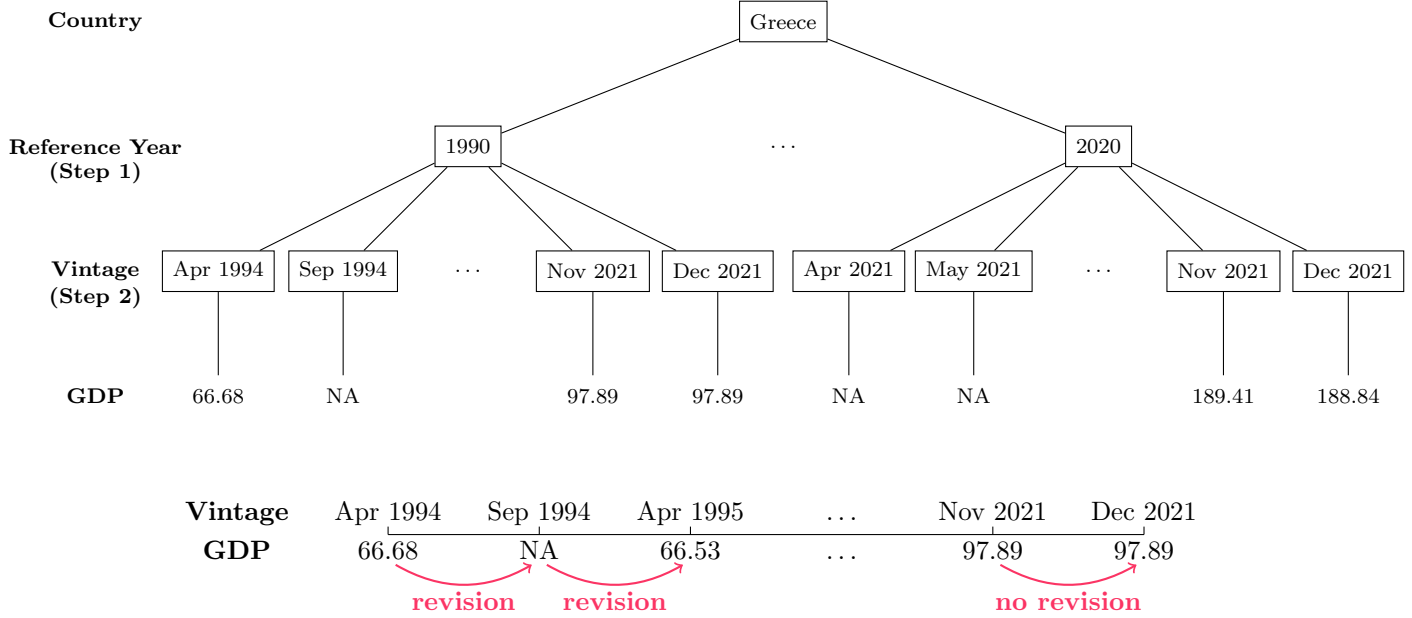 Country Greece
Reference Year 1990 ... 2020
(Step 1)
Vintage Apr 1994 Sep 1994 ... Nov 2021 Dec 2021 Apr 2021 May 2021 ... Nov 2021 Dec 2021
(Step 2)
GDP 66.68 NA 97.89 97.89 NA NA 189.41 188.84
Vintage Apr 1994 Sep 1994 Apr 1995 ... Nov 2021 Dec 2021
GDP 66.68 NA 66.53 ... 97.89 97.89
revision revision no revision